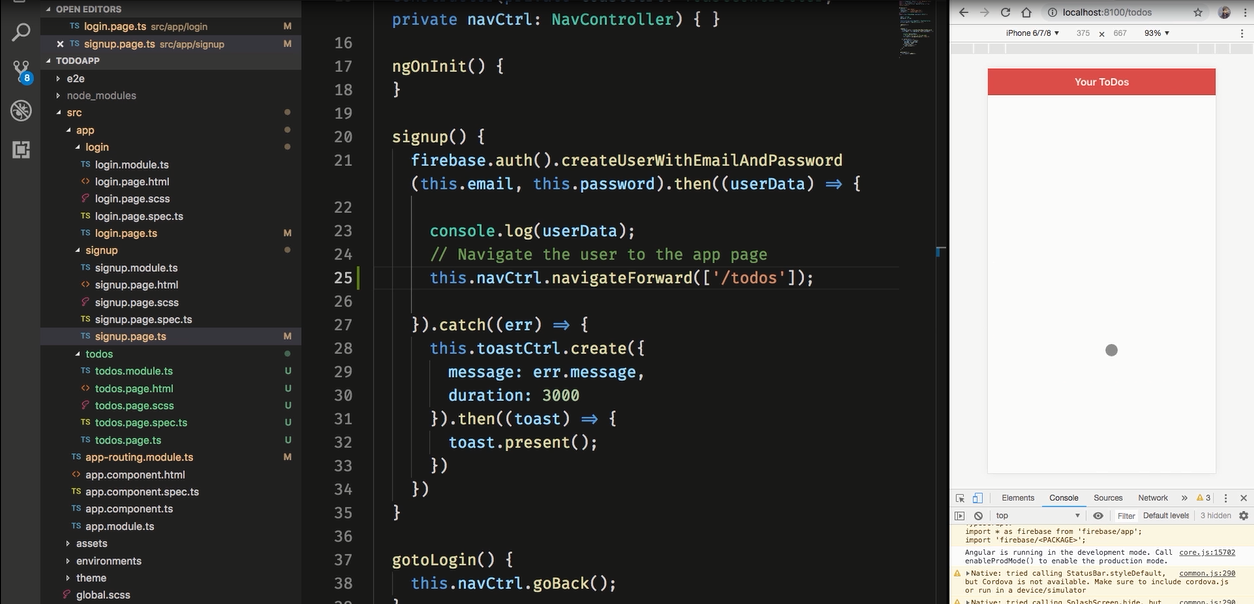 OPEN EDITORS
TS login.page.ts src/app/login M
TS signup.page.ts src/app/signup M
TODOAPP
e2e
node_modules
src
app
login
TS login.module.ts
login.page.html
login.page.scss
TS login.page.spec.ts
TS login.page.ts M
signup
TS signup.module.ts
signup.page.html
signup.page.scss
TS signup.page.spec.ts
TS signup.page.ts M
todos
TS todos.module.ts U
todos.page.html U
todos.page.scss U
TS todos.page.spec.ts U
TS todos.page.ts U
TS app-routing.module.ts M
app.component.html
TS app.component.spec.ts
TS app.component.ts
TS app.module.ts
assets
environments
theme
global.scss
8
private navCtrl: NavController) { }
16
17 ngOnInit() {
18 }
19
20 signup() {
21 firebase.auth().createUserWithEmailAndPassword
(this.email, this.password).then((userData) => {
22
23 console.log(userData);
24 // Navigate the user to the app page
25 this.navCtrl.navigateForward(['/todos']);
26
27 }).catch((err) => {
28 this.toastCtrl.create({
29 message: err.message,
30 duration: 3000
31 }).then((toast) => {
32 toast.present();
33 })
34 })
35 }
36
37 gotoLogin() {
38 this.navCtrl.goBack();
localhost:8100/todos
iPhone 6/7/8 375 x 667 93%
Your ToDos
Elements Console Sources Network » 3
top Filter Default levels 3 hidden
import * as firebase from 'firebase/app';
import 'firebase/<PACKAGE>';
Angular is running in the development mode. Call core.js:15702
enableProdMode() to enable the production mode.
Native: tried calling StatusBar.styleDefault, common.js:290
but Cordova is not available. Make sure to include cordova.js
or run in a device/simulator
Native: tried calling SplashScreen.hide, but common.js:290